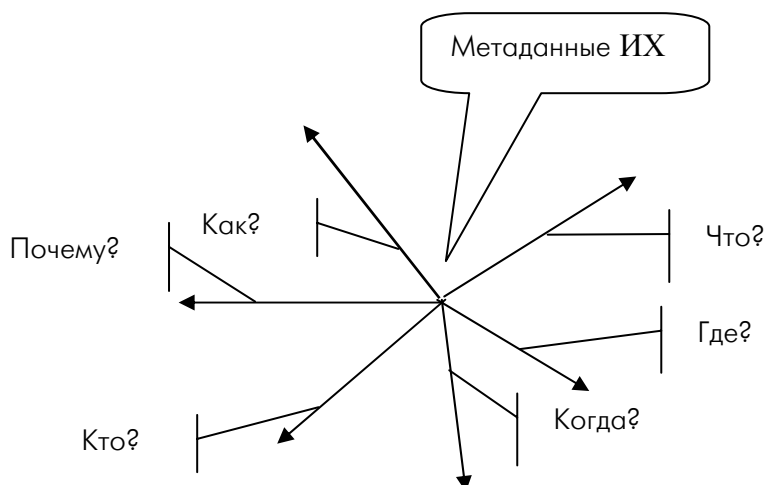 Метаданные ИХ
Как?
Почему?
Что?
Где?
Когда?
Кто?